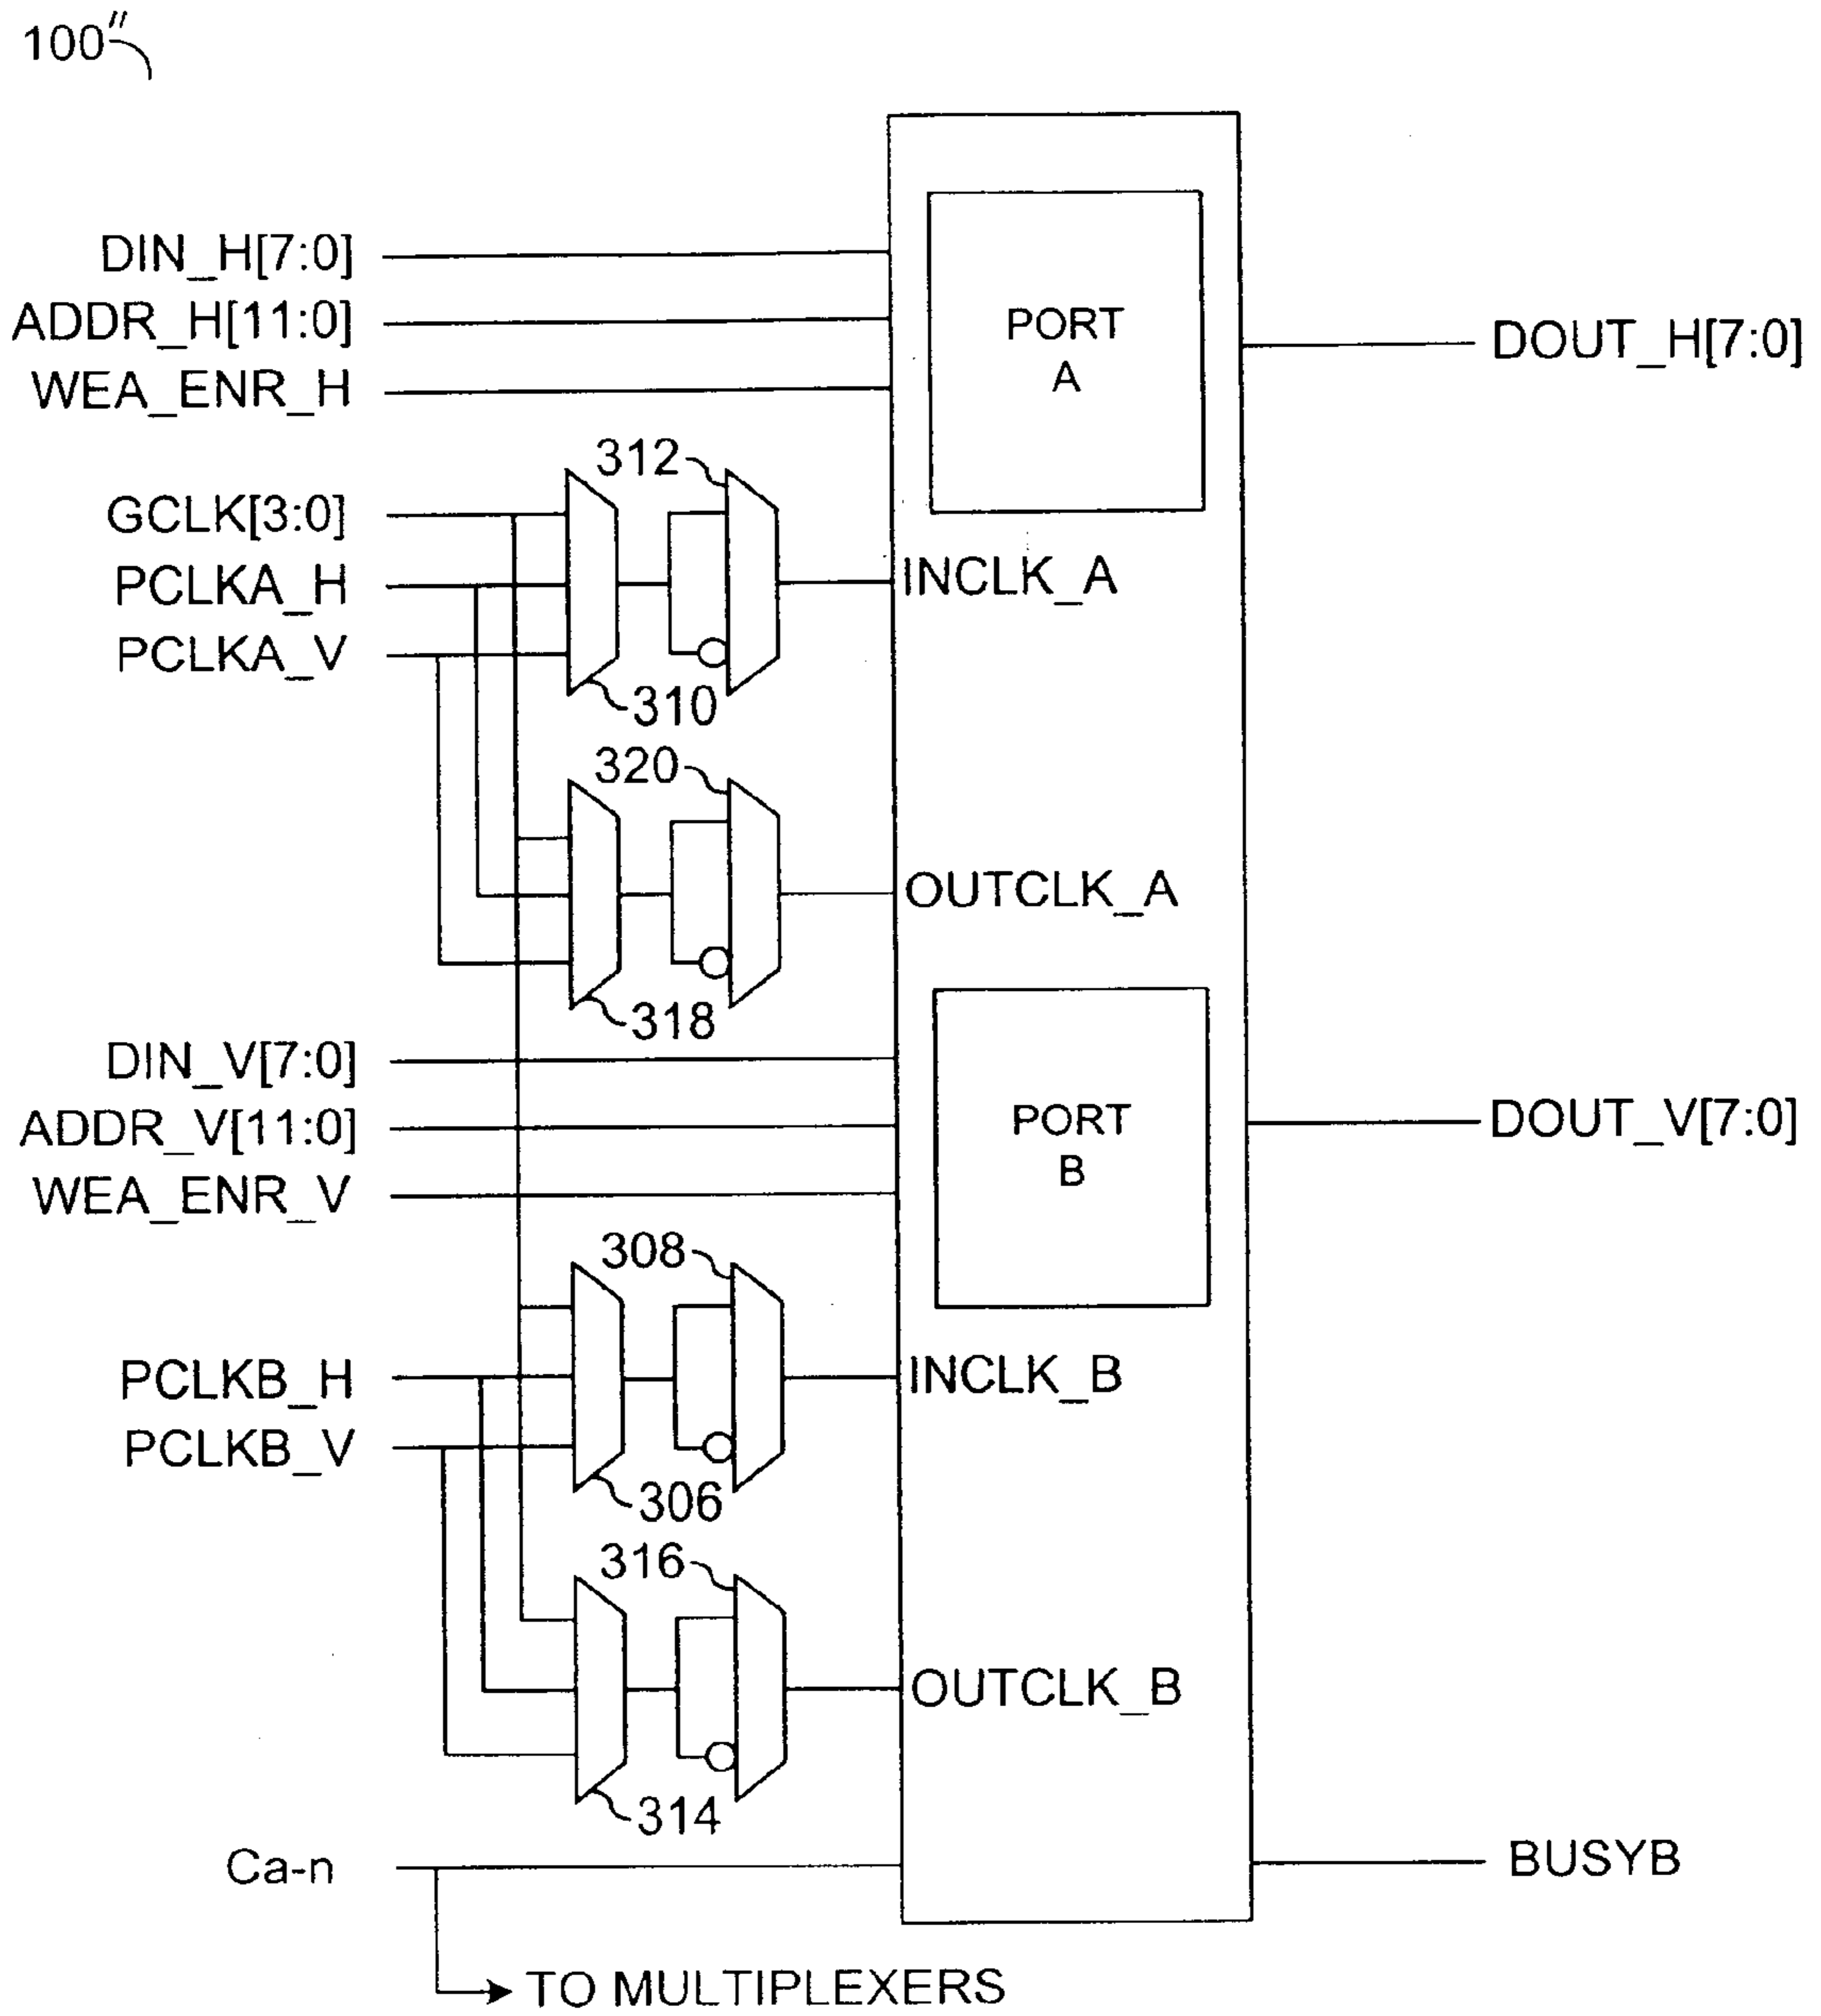 100"
DIN_H[7:0]
ADDR_H[11:0]
WEA_ENR_H
PORT
A
DOUT_H[7:0]
312
GCLK[3:0]
PCLKA_H
PCLKA_V
INCLK_A
310
320
OUTCLK_A
318
DIN_V[7:0]
ADDR_V[11:0]
WEA_ENR_V
PORT
B
DOUT_V[7:0]
308
PCLKB_H
PCLKB_V
INCLK_B
306
316
OUTCLK_B
314
Ca-n
BUSYB
TO MULTIPLEXERS